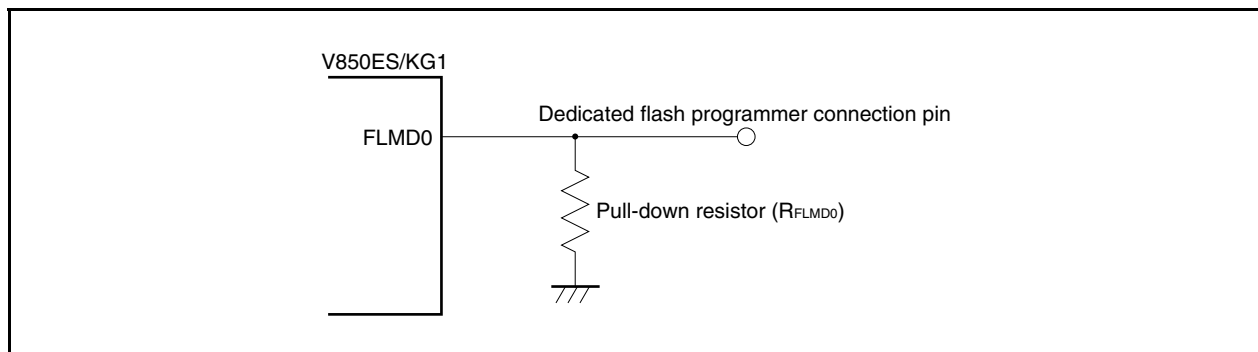 V850ES/KG1
Dedicated flash programmer connection pin
FLMD0
Pull-down resistor (RFLMD0)